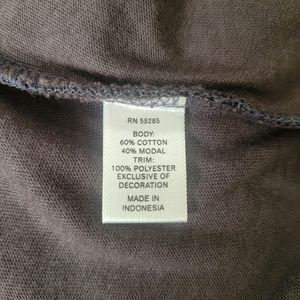 RN 55285
BODY:
60% COTTON
40% MODAL
TRIM:
100% POLYESTER
EXCLUSIVE OF
DECORATION
MADE IN
INDONESIA